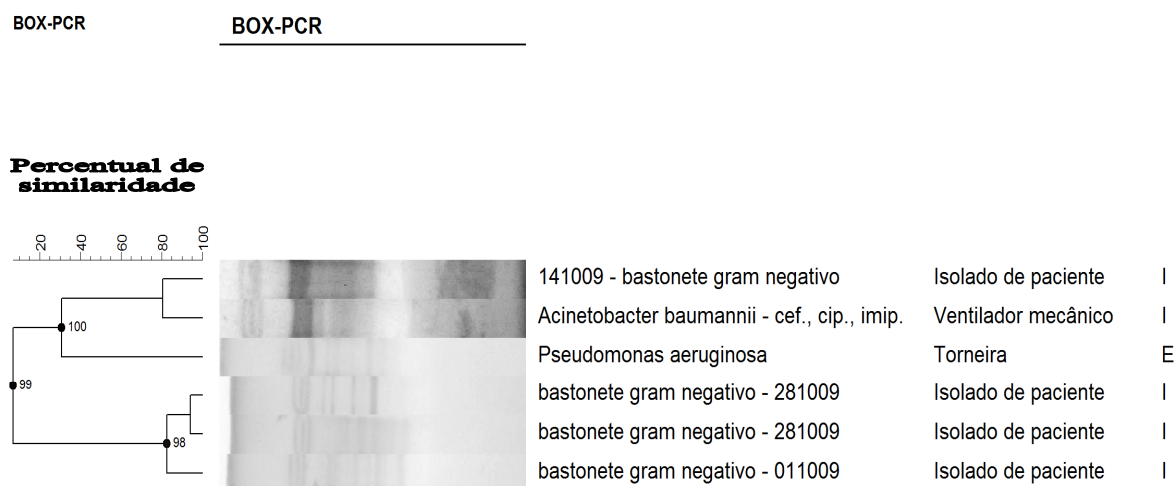 BOX-PCR
BOX-PCR
Percentual de
similaridade
20 40 60 80 100
141009 - bastonete gram negativo Isolado de paciente I
Acinetobacter baumannii - cef., cip., imip. Ventilador mecânico I
100
Pseudomonas aeruginosa Torneira E
99
bastonete gram negativo - 281009 Isolado de paciente I
bastonete gram negativo - 281009 Isolado de paciente I
98
bastonete gram negativo - 011009 Isolado de paciente I